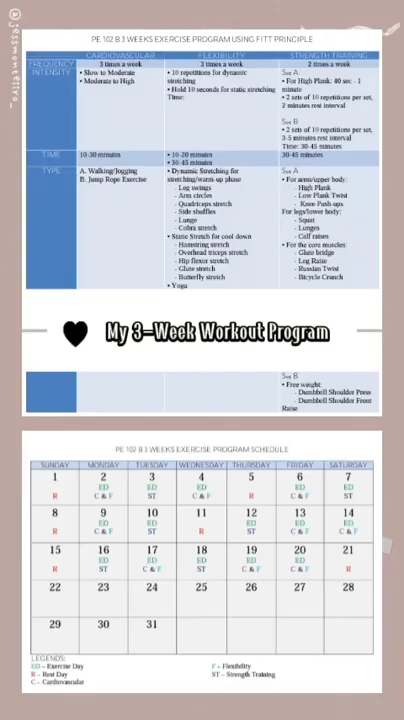 @jessmontellivo_
PE 102 B 3 WEEKS EXERCISE PROGRAM USING FITT PRINCIPLE
CARDIOVASCULAR FLEXIBILITY STRENGTH TRAINING
FREQUENCY 3 times a week 3 times a week 2 times a week
INTENSITY
• Slow to Moderate
• Moderate to High
• 10 repetitions for dynamic
stretching
• Hold 10 seconds for static stretching
Time:
Set A:
• For High Plank: 40 sec - 1
minute
• 2 sets of 10 repetitions per set,
2 minutes rest interval
Set B
• 2 sets of 10 repetitions per set,
3-5 minutes rest interval
Time: 30-45 minutes
TIME
10-30 minutes
• 10-20 minutes
• 30-45 minutes
30-45 minutes
TYPE
A. Walking/Jogging
B. Jump Rope Exercise
• Dynamic Stretching for
stretching/warm-up phase
- Leg swings
- Arm circles
- Quadriceps stretch
- Side shuffles
- Lunge
- Cobra stretch
• Static Stretch for cool down
- Hamstring stretch
- Overhead triceps stretch
- Hip flexor stretch
- Glute stretch
- Butterfly stretch
• Yoga
Set A
• For arms/upper body:
- High Plank
- Low Plank Twist
- Knee Push-ups
For legs/lower body:
- Squat
- Lunges
- Calf raises
• For the core muscles:
- Glute bridge
- Leg Raise
- Russian Twist
- Bicycle Crunch
My 3-Week Workout Program
Set B
• Free weight:
- Dumbbell Shoulder Press
- Dumbbell Shoulder Front
Raise
PE 102 B 3 WEEKS EXERCISE PROGRAM SCHEDULE
SUNDAY MONDAY TUESDAY WEDNESDAY THURSDAY FRIDAY SATURDAY
1 2 3 4 5 6 7
ED ED ED ED ED
R C & F ST C & F R C & F ST
8 9 10 11 12 13 14
ED ED ED ED ED
R C & F ST R ST C & F C & F
15 16 17 18 19 20 21
ED ED ED ED ED
R ST C & F ST C & F C & F R
22 23 24 25 26 27 28
29 30 31
LEGENDS:
ED – Exercise Day F – Flexibility
R – Rest Day ST – Strength Training
C – Cardiovascular